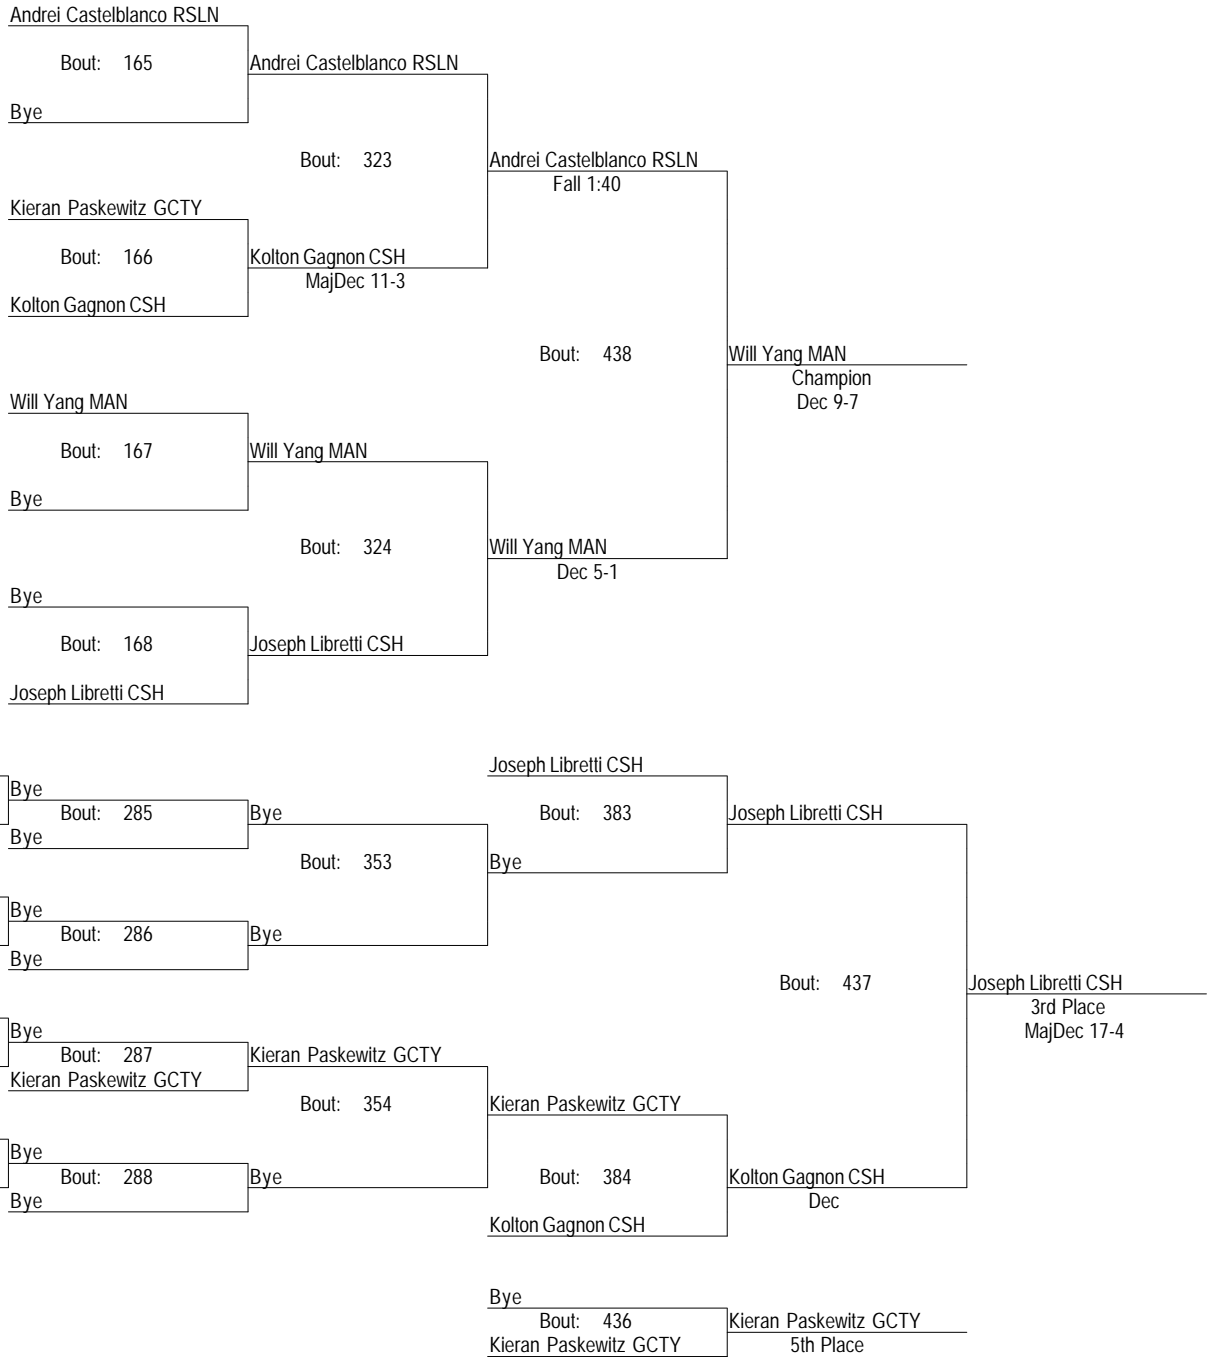 Andrei Castelblanco RSLN
Bout: 165
Andrei Castelblanco RSLN
Bye
Bout: 323
Andrei Castelblanco RSLN
Fall 1:40
Kieran Paskewitz GCTY
Bout: 166
Kolton Gagnon CSH
MajDec 11-3
Kolton Gagnon CSH
Bout: 438
Will Yang MAN
Champion
Dec 9-7
Will Yang MAN
Bout: 167
Will Yang MAN
Bye
Bout: 324
Will Yang MAN
Dec 5-1
Bye
Bout: 168
Joseph Libretti CSH
Joseph Libretti CSH
Joseph Libretti CSH
Bye
Bout: 285
Bye
Bout: 383
Joseph Libretti CSH
Bye
Bout: 353
Bye
Bye
Bout: 286
Bye
Bye
Bout: 437
Joseph Libretti CSH
3rd Place
MajDec 17-4
Bye
Bout: 287
Kieran Paskewitz GCTY
Kieran Paskewitz GCTY
Bout: 354
Kieran Paskewitz GCTY
Bye
Bout: 288
Bye
Bout: 384
Kolton Gagnon CSH
Dec
Bye
Kolton Gagnon CSH
Bye
Bout: 436
Kieran Paskewitz GCTY
Kieran Paskewitz GCTY
5th Place